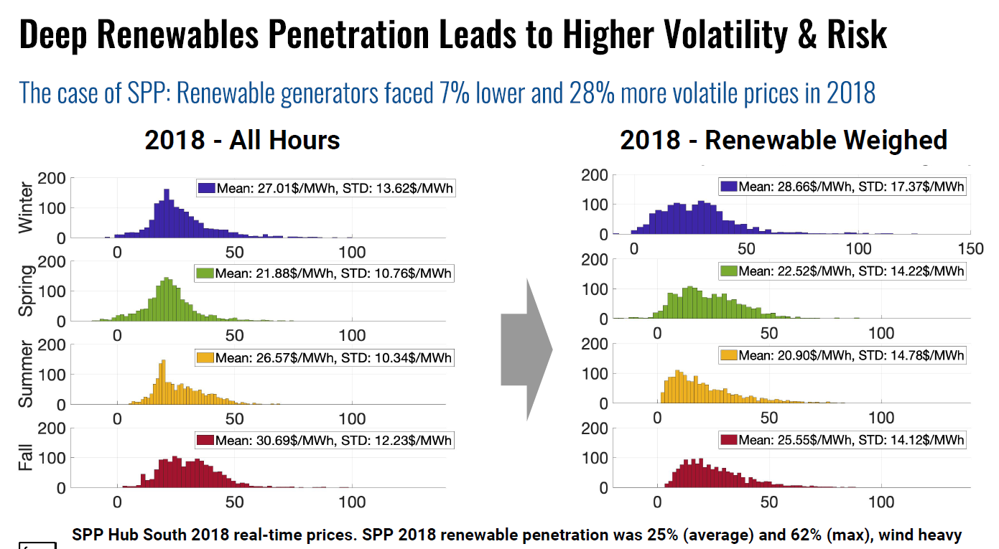 Deep Renewables Penetration Leads to Higher Volatility & Risk
The case of SPP: Renewable generators faced 7% lower and 28% more volatile prices in 2018
2018 - All Hours
Winter
200
100
0
Mean: 27.01$/MWh, STD: 13.62$/MWh
0 50 100
Spring
200
100
0
Mean: 21.88$/MWh, STD: 10.76$/MWh
0 50 100
Summer
200
100
0
Mean: 26.57$/MWh, STD: 10.34$/MWh
0 50 100
Fall
200
100
0
Mean: 30.69$/MWh, STD: 12.23$/MWh
0 50 100
2018 - Renewable Weighed
200
100
0
Mean: 28.66$/MWh, STD: 17.37$/MWh
0 50 100 150
200
100
0
Mean: 22.52$/MWh, STD: 14.22$/MWh
0 50 100
200
100
0
Mean: 20.90$/MWh, STD: 14.78$/MWh
0 50 100
200
100
0
Mean: 25.55$/MWh, STD: 14.12$/MWh
0 50 100
SPP Hub South 2018 real-time prices. SPP 2018 renewable penetration was 25% (average) and 62% (max), wind heavy